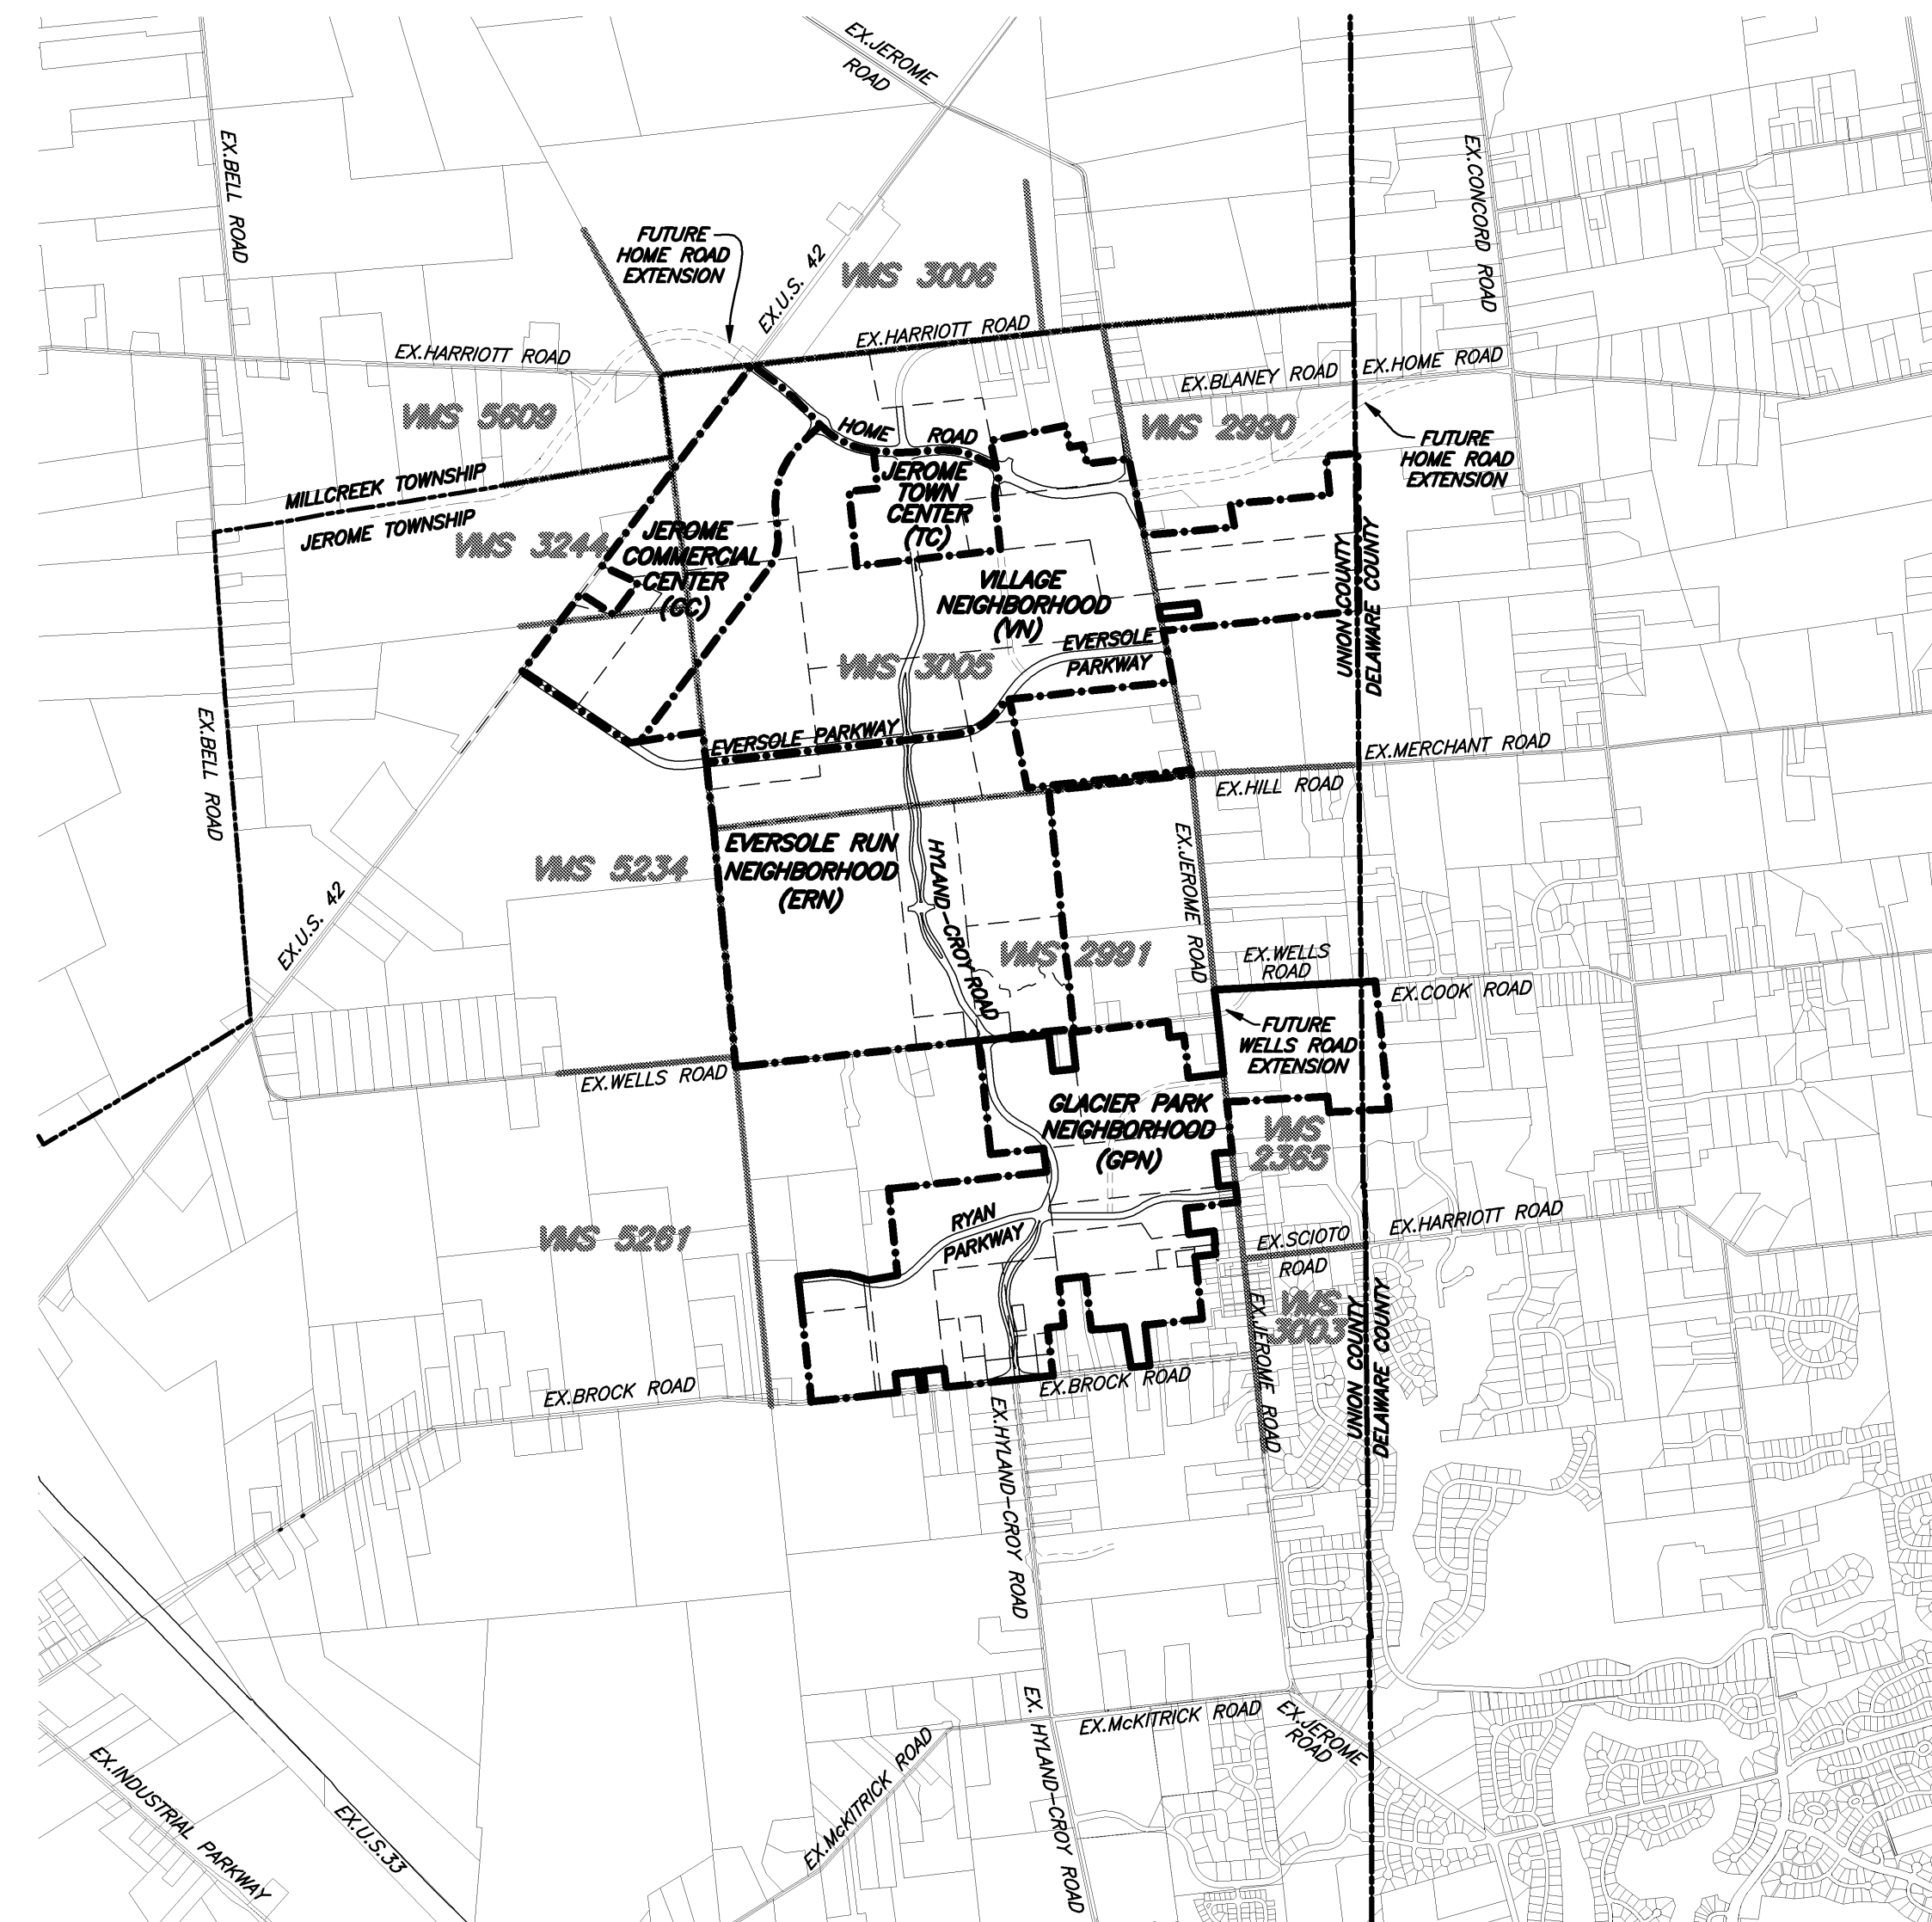 EX.JEROME
ROAD
EX.BELL ROAD
EX.CONCORD ROAD
FUTURE
HOME ROAD
EXTENSION
EX.U.S. 42
VMS 3006
EX.HARRIOTT ROAD
EX.HARRIOTT ROAD
EX.BLANEY ROAD
EX.HOME ROAD
VMS 5609
HOME ROAD
VMS 2990
FUTURE
HOME ROAD
EXTENSION
MILLCREEK TOWNSHIP
JEROME TOWNSHIP
JEROME
TOWN
CENTER
(TC)
VMS 3244
JEROME
COMMERCIAL
CENTER
(CC)
VILLAGE
NEIGHBORHOOD
(VN)
UNION COUNTY
DELAWARE COUNTY
EVERSOLE
PARKWAY
VMS 3005
EX.BELL ROAD
EVERSOLE PARKWAY
EX.MERCHANT ROAD
EX.HILL ROAD
EVERSOLE RUN
NEIGHBORHOOD
(ERN)
HYLAND-CROY ROAD
EX.JEROME ROAD
VMS 5234
EX.U.S. 42
VMS 2991
EX.WELLS
ROAD
EX.COOK ROAD
FUTURE
WELLS ROAD
EXTENSION
EX.WELLS ROAD
GLACIER PARK
NEIGHBORHOOD
(GPN)
VMS
2365
RYAN
PARKWAY
VMS 5261
EX.HARRIOTT ROAD
EX.SCIOTO
ROAD
VMS
3003
EX.JEROME ROAD
UNION COUNTY
DELAWARE COUNTY
EX.BROCK ROAD
EX.BROCK ROAD
EX.HYLAND-CROY ROAD
EX. HYLAND-CROY ROAD
EX.McKITRICK ROAD
EX.JEROME
ROAD
EX.McKITRICK ROAD
EX.INDUSTRIAL PARKWAY
EX.U.S.33